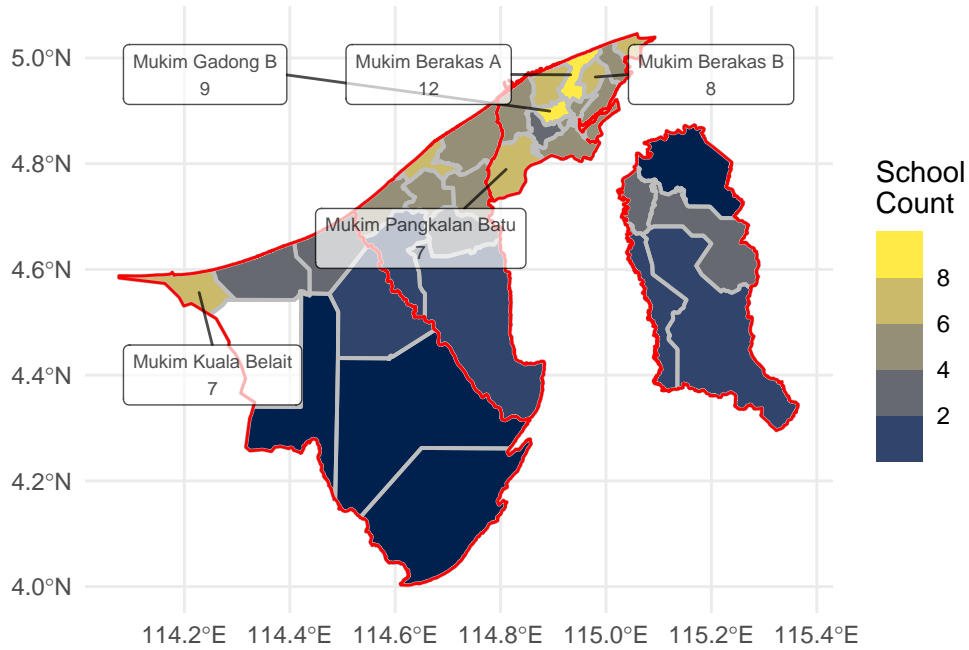 5.0°N
4.8°N
4.6°N
4.4°N
4.2°N
4.0°N
Mukim Gadong B
9
Mukim Berakas A
12
Mukim Berakas B
8
Mukim Pangkalan Batu
7
Mukim Kuala Belait
7
114.2°E 114.4°E 114.6°E 114.8°E 115.0°E 115.2°E 115.4°E
School
Count
8
6
4
2